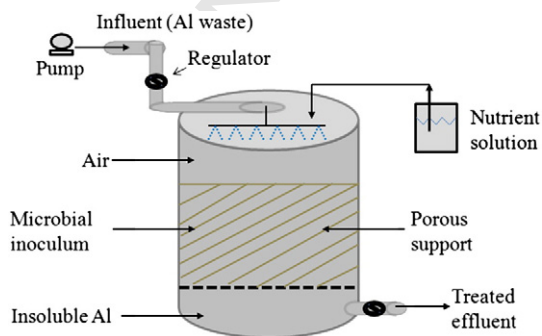 Influent (Al waste)
Regulator
Pump
Nutrient
solution
Air
Microbial
inoculum
Porous
support
Insoluble Al
Treated
effluent